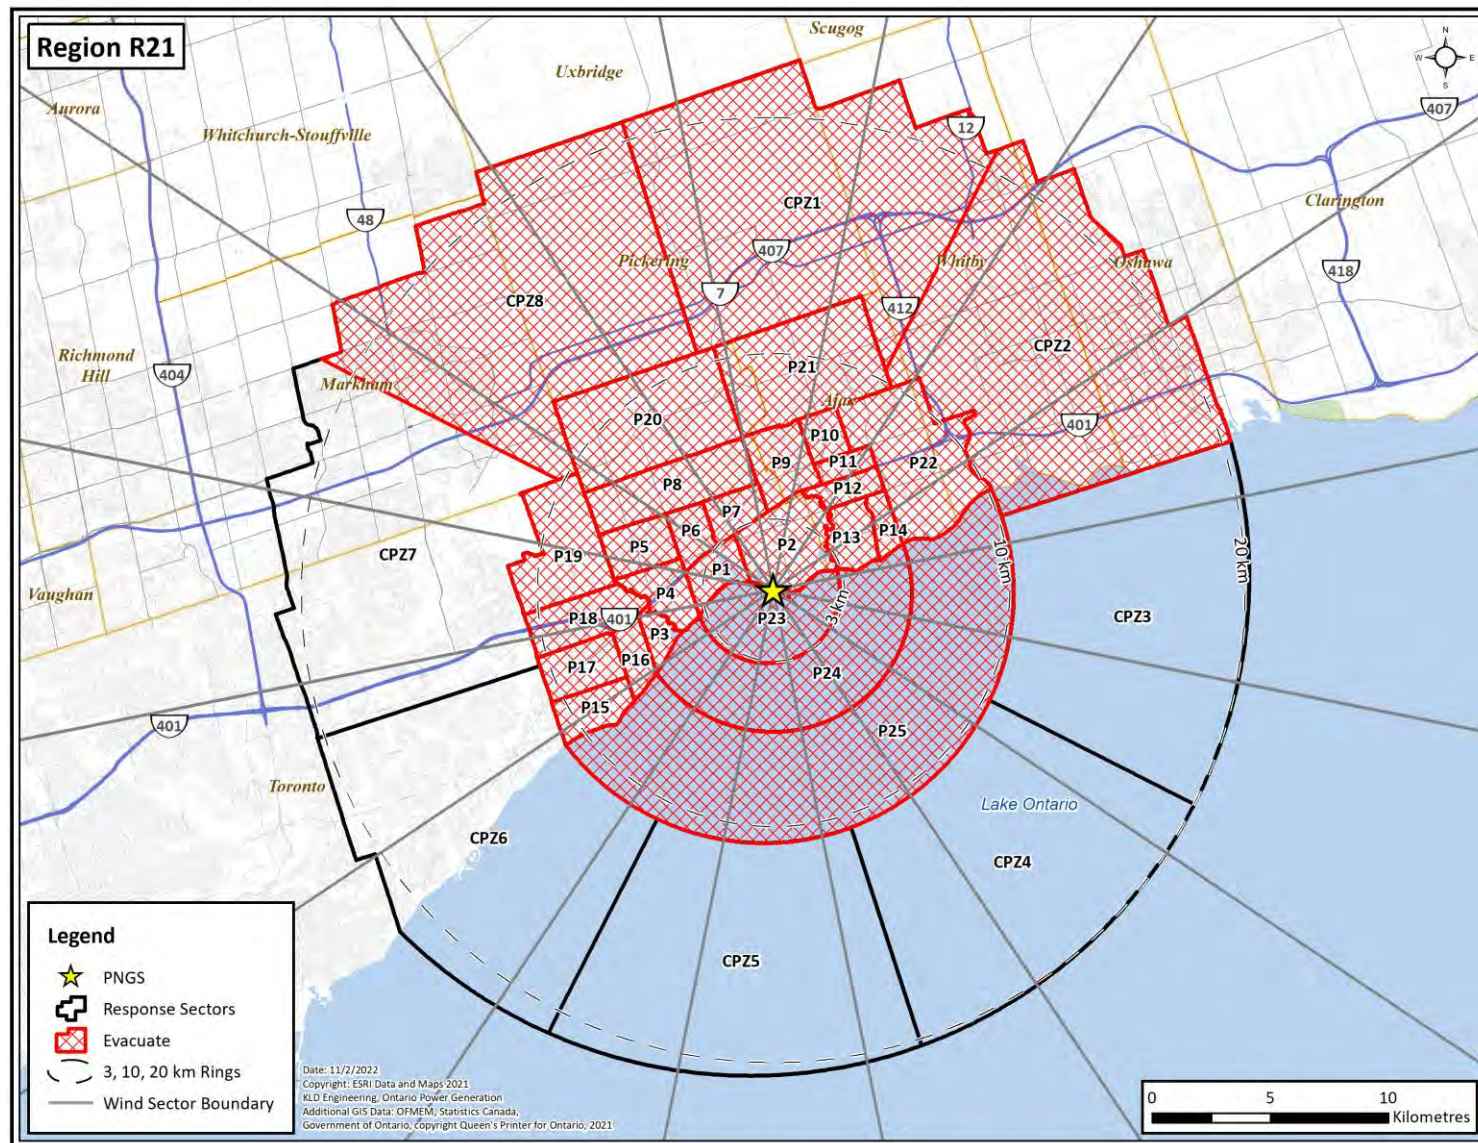 Region R21
Scugog
Uxbridge
N
W E
S
Aurora
Whitchurch-Stouffville
12
407
48
CPZ1
Clarington
407
Pickering
Whitby
Oshawa
418
7
CPZ8
412
Richmond
Hill
404
Markham
CPZ2
P21
Ajax
P20
401
P10
P9
P11
P22
P8
P12
P7
P6
P13
P14
P5
P2
CPZ7
P19
10 km
20 km
P1
Vaughan
P4
3 km
P18
401
P23
CPZ3
P3
P17
P16
P24
P15
401
P25
Toronto
Lake Ontario
CPZ6
CPZ4
CPZ5
Legend
PNGS
Response Sectors
Evacuate
3, 10, 20 km Rings
Wind Sector Boundary
Date: 11/2/2022
Copyright: ESRI Data and Maps 2021
KLD Engineering, Ontario Power Generation
Additional GIS Data: OFMEM, Statistics Canada,
Government of Ontario, copyright Queen's Printer for Ontario, 2021
0 5 10
Kilometres